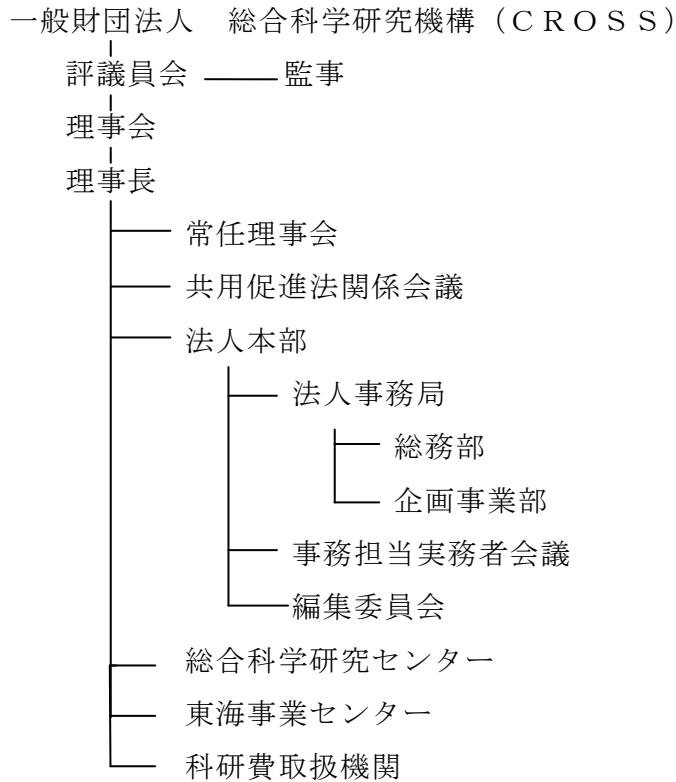 一般財団法人　総合科学研究機構（ＣＲＯＳＳ）
評議員会　監事
理事会
理事長
常任理事会
共用促進法関係会議
法人本部
法人事務局
総務部
企画事業部
事務担当実務者会議
編集委員会
総合科学研究センター
東海事業センター
科研費取扱機関